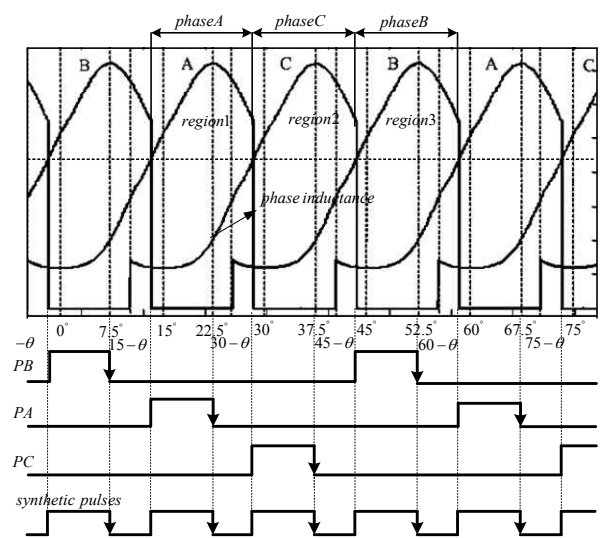 phaseA phaseC phaseB
B A C B A C
region1 region2 region3
phase inductance
0° 7.5° 15° 22.5° 30° 37.5° 45° 52.5° 60° 67.5° 75°
-θ 15-θ 30-θ 45-θ 60-θ 75-θ
PB
PA
PC
synthetic pulses